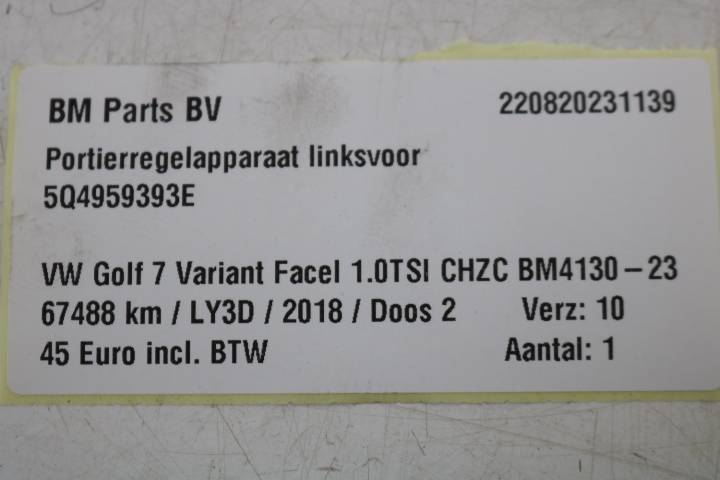 BM Parts BV 220820231139
Portierregelapparaat linksvoor
5Q4959393E
VW Golf 7 Variant Facel 1.0TSI CHZC BM4130-23
67488 km / LY3D / 2018 / Doos 2 Verz: 10
45 Euro incl. BTW Aantal: 1